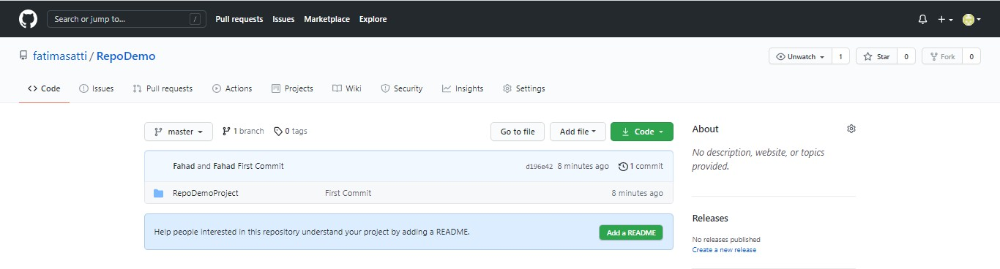 Search or jump to... / Pull requests Issues Marketplace Explore
fatimasatti / RepoDemo Unwatch 1 Star 0 Fork 0
Code Issues Pull requests Actions Projects Wiki Security Insights Settings
master 1 branch 0 tags Go to file Add file Code
Fahad and Fahad First Commit d196e42 8 minutes ago 1 commit
RepoDemoProject First Commit 8 minutes ago
Help people interested in this repository understand your project by adding a README. Add a README
About
No description, website, or topics
provided.
Releases
No releases published
Create a new release